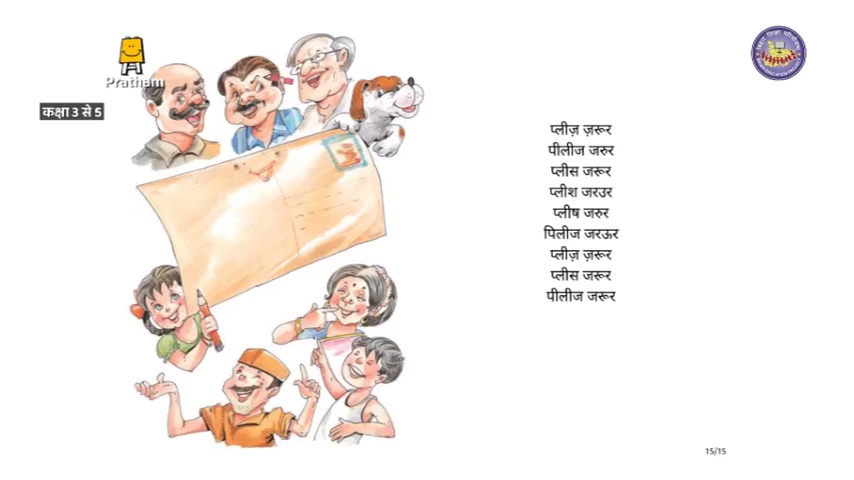 Pratham
कक्षा 3 से 5
प्लीज़ ज़रूर
पीलीज जरुर
प्लीस जरूर
प्लीश जरउर
प्लीष जरुर
पिलीज जरऊर
प्लीज़ ज़रूर
प्लीस जरूर
पीलीज जरूर
15/15